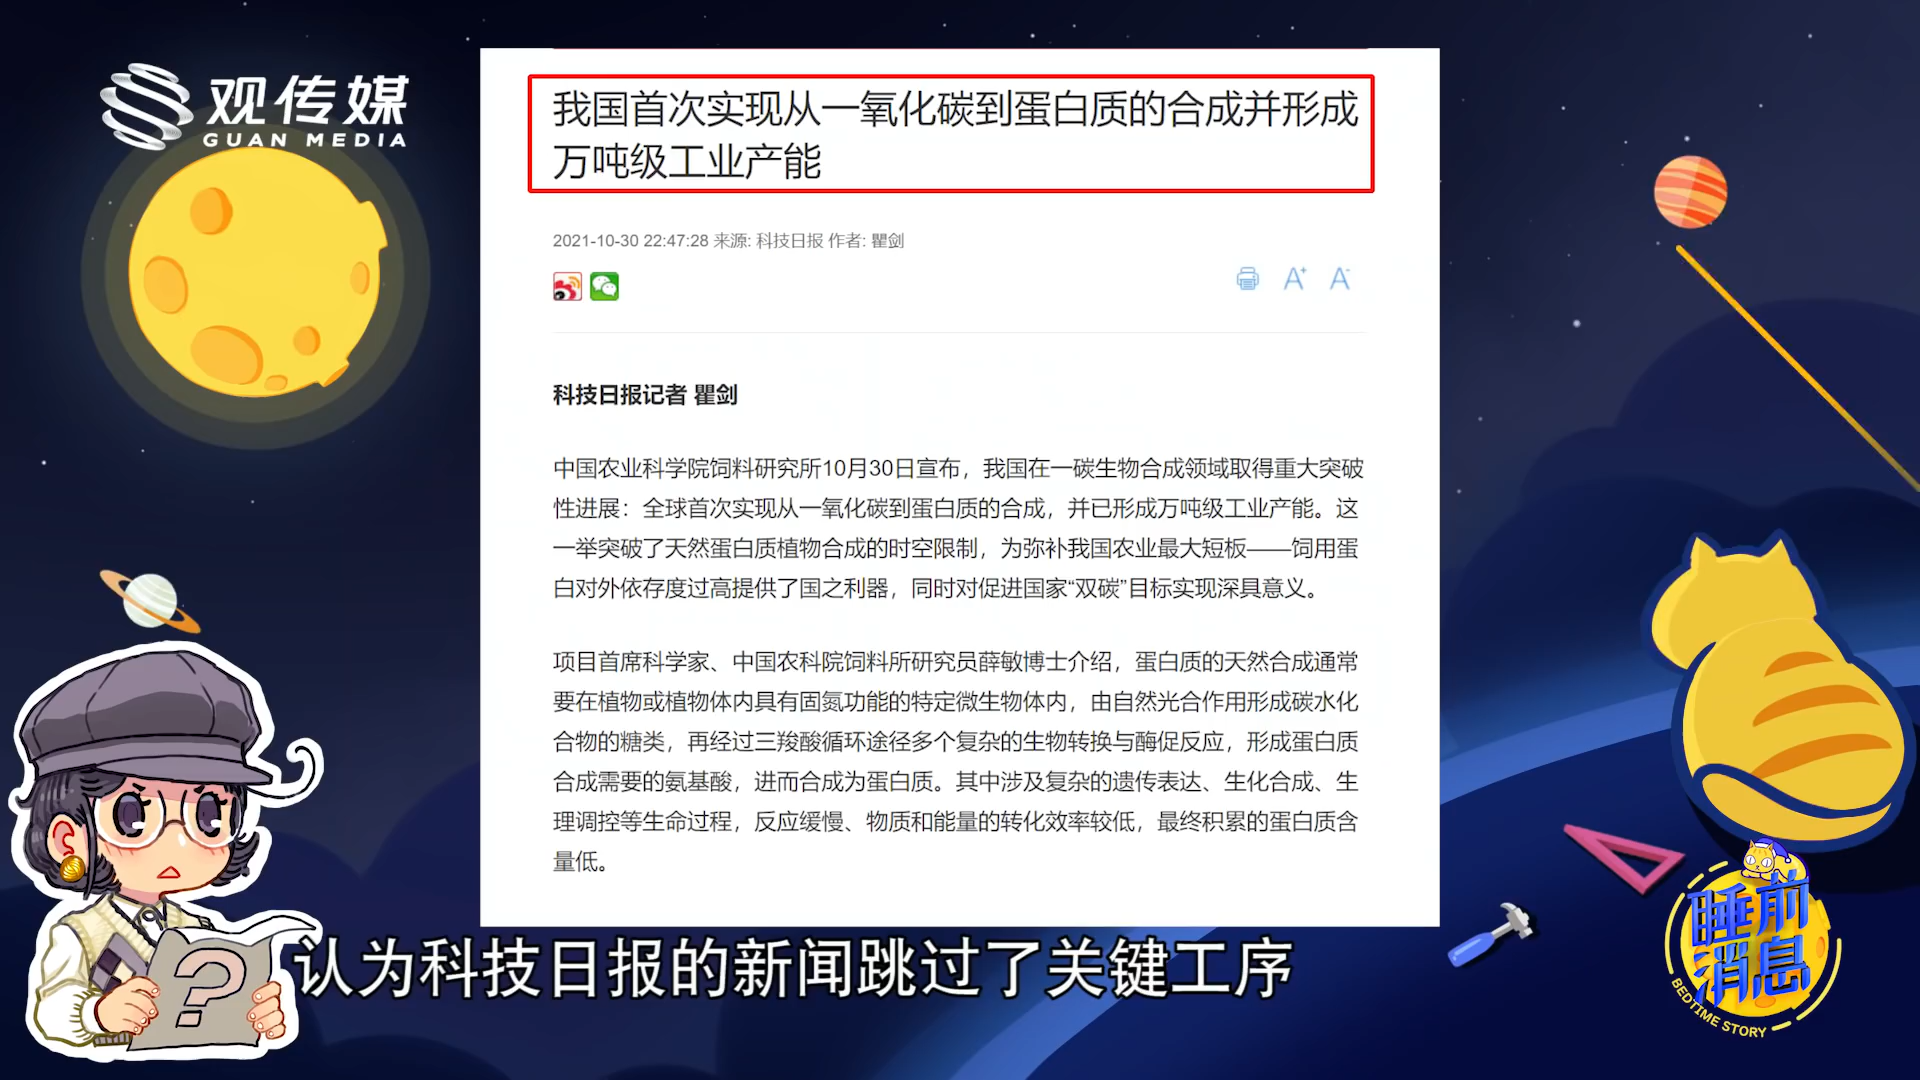 观传媒
GUAN MEDIA
我国首次实现从一氧化碳到蛋白质的合成并形成
万吨级工业产能
2021-10-30 22:47:28 来源: 科技日报 作者: 瞿剑
A+ A-
科技日报记者 瞿剑
中国农业科学院饲料研究所10月30日宣布，我国在一碳生物合成领域取得重大突破
性进展：全球首次实现从一氧化碳到蛋白质的合成，并已形成万吨级工业产能。这
一举突破了天然蛋白质植物合成的时空限制，为弥补我国农业最大短板——饲用蛋
白对外依存度过高提供了国之利器，同时对促进国家“双碳”目标实现深具意义。
项目首席科学家、中国农科院饲料所研究员薛敏博士介绍，蛋白质的天然合成通常
要在植物或植物体内具有固氮功能的特定微生物体内，由自然光合作用形成碳水化
合物的糖类，再经过三羧酸循环途径多个复杂的生物转换与酶促反应，形成蛋白质
合成需要的氨基酸，进而合成为蛋白质。其中涉及复杂的遗传表达、生化合成、生
理调控等生命过程，反应缓慢、物质和能量的转化效率较低，最终积累的蛋白质含
量低。
?
认为科技日报的新闻跳过了关键工序
睡前
消息
BEDTIME STORY